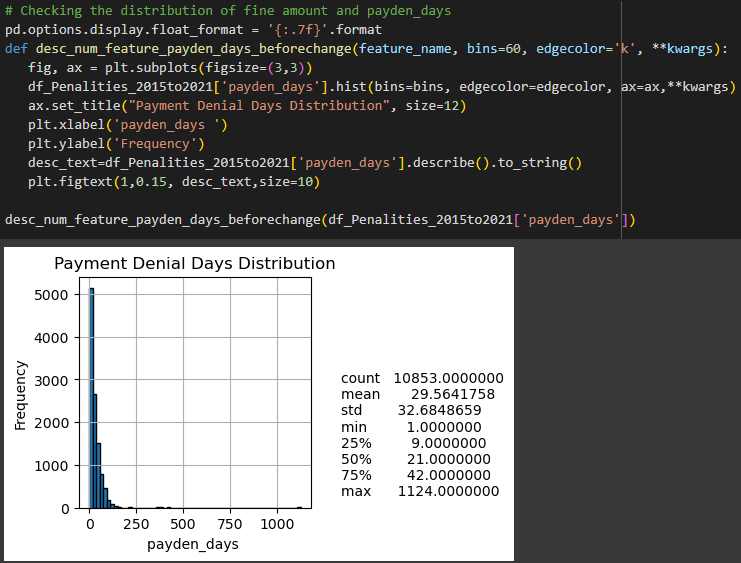 # Checking the distribution of fine amount and payden_days
pd.options.display.float_format = '{:.7f}'.format
def desc_num_feature_payden_days_beforechange(feature_name, bins=60, edgecolor='k', **kwargs):
    fig, ax = plt.subplots(figsize=(3,3))
    df_Penalities_2015to2021['payden_days'].hist(bins=bins, edgecolor=edgecolor, ax=ax,**kwargs)
    ax.set_title("Payment Denial Days Distribution", size=12)
    plt.xlabel('payden_days ')
    plt.ylabel('Frequency')
    desc_text=df_Penalities_2015to2021['payden_days'].describe().to_string()
    plt.figtext(1,0.15, desc_text,size=10)
desc_num_feature_payden_days_beforechange(df_Penalities_2015to2021['payden_days'])
Payment Denial Days Distribution
Frequency
5000
4000
3000
2000
1000
0
0 250 500 750 1000
payden_days
count 10853.0000000
mean 29.5641758
std 32.6848659
min 1.0000000
25% 9.0000000
50% 21.0000000
75% 42.0000000
max 1124.0000000